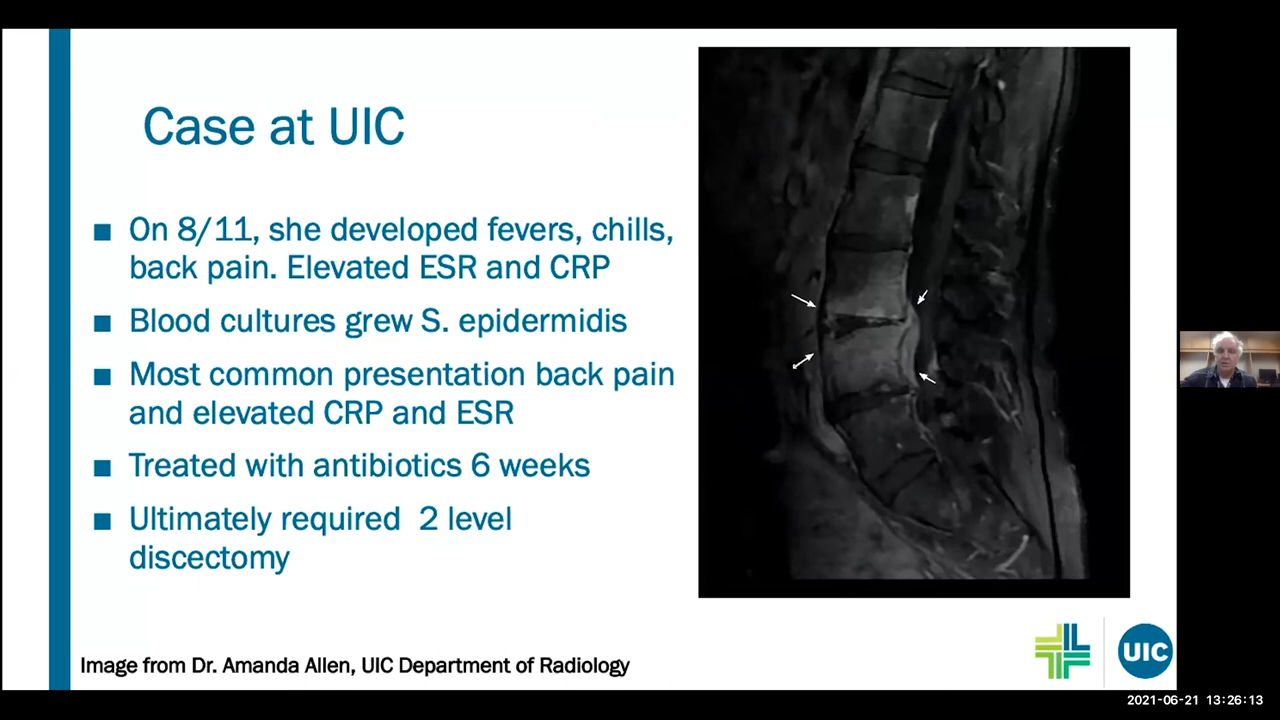 Case at UIC
■ On 8/11, she developed fevers, chills,
back pain. Elevated ESR and CRP
■ Blood cultures grew S. epidermidis
■ Most common presentation back pain
and elevated CRP and ESR
■ Treated with antibiotics 6 weeks
■ Ultimately required 2 level
discectomy
Image from Dr. Amanda Allen, UIC Department of Radiology
UIC
2021-06-21 13:26:13